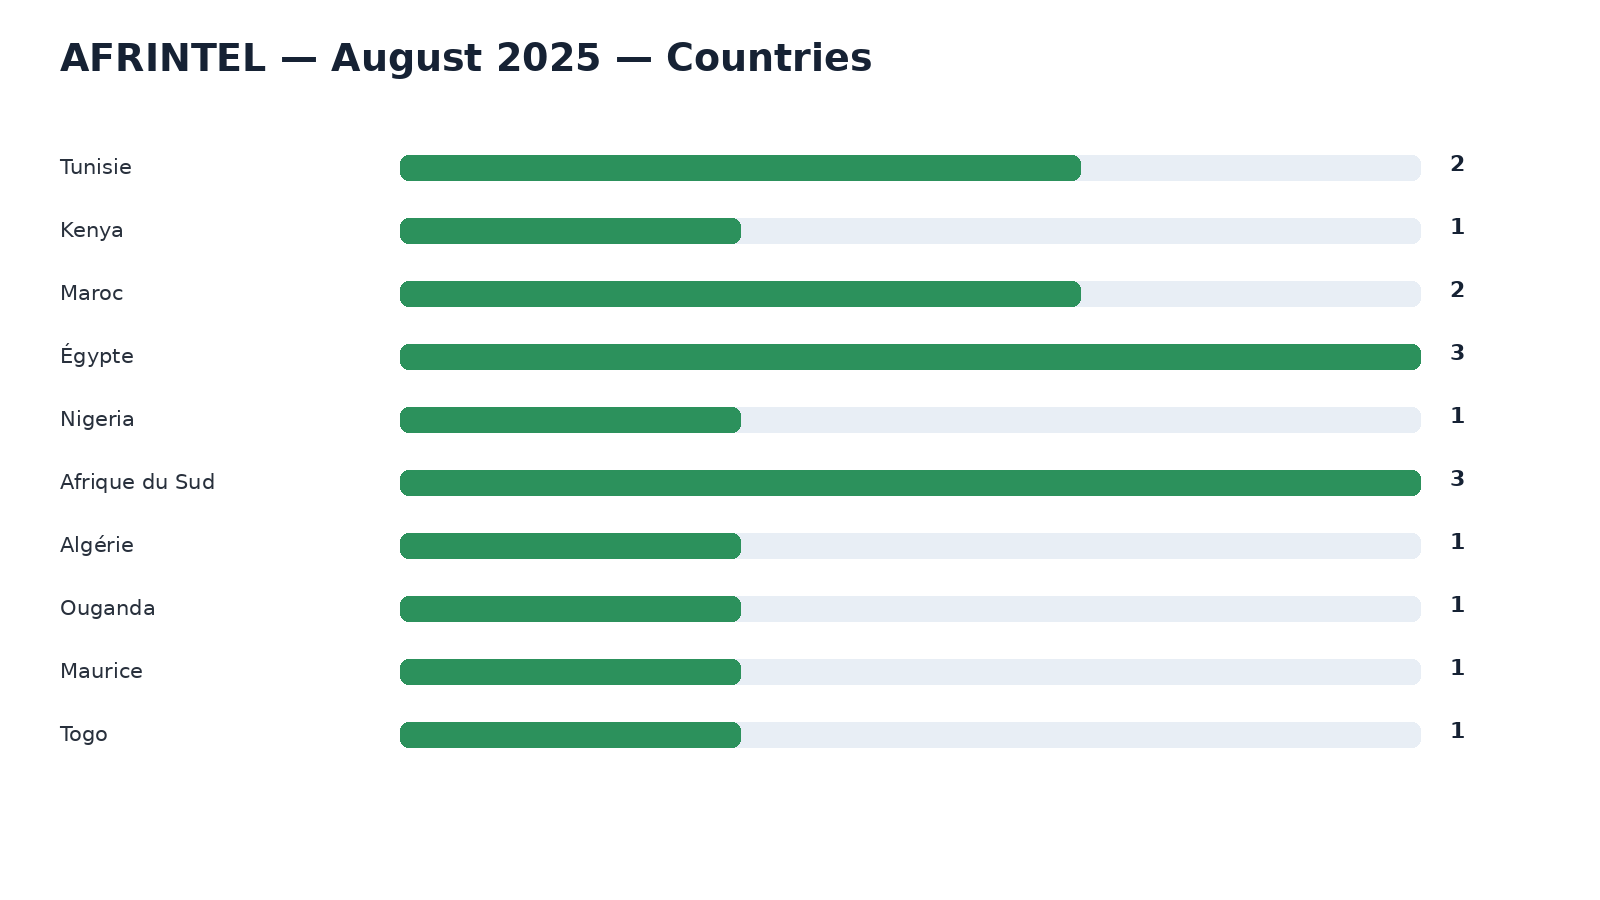 AFRINTEL — August 2025 — Countries
Tunisie 2
Kenya 1
Maroc 2
Égypte 3
Nigeria 1
Afrique du Sud 3
Algérie 1
Ouganda 1
Maurice 1
Togo 1